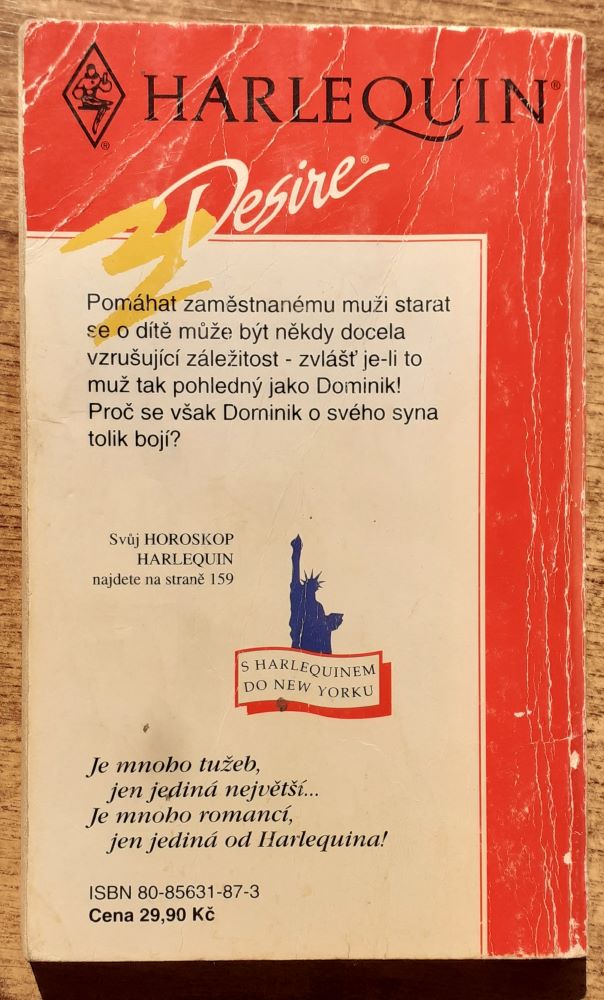 HARLEQUIN®
®
Desire®
Pomáhat zaměstnanému muži starat
se o dítě může být někdy docela
vzrušující záležitost - zvlášť je-li to
muž tak pohledný jako Dominik!
Proč se však Dominik o svého syna
tolik bojí?
Svůj HOROSKOP
HARLEQUIN
najdete na straně 159
S HARLEQUINEM
DO NEW YORKU
Je mnoho tužeb,
jen jediná největší...
Je mnoho romancí,
jen jediná od Harlequina!
ISBN 80-85631-87-3
Cena 29,90 Kč